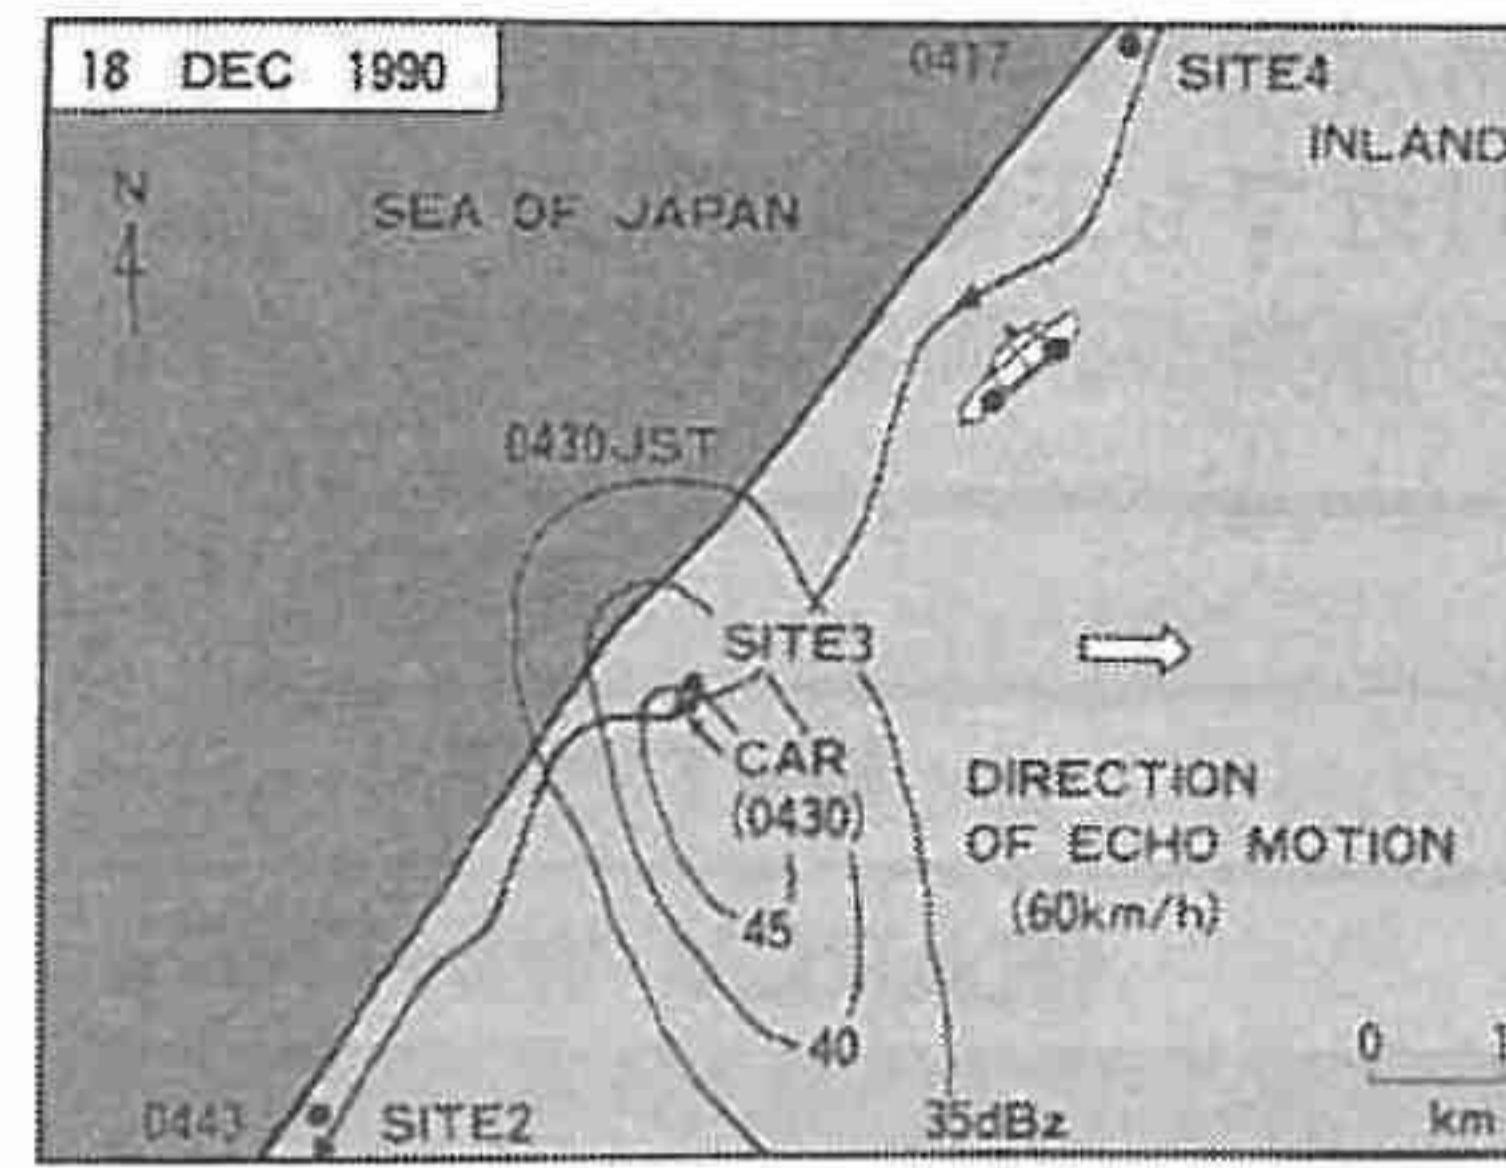 18 DEC 1990
0417
SITE4
INLAND
N
SEA OF JAPAN
0430JST
SITE3
CAR
(0430)
DIRECTION
OF ECHO MOTION
(60km/h)
45
40
0 1
km
35dBz
0443
SITE2